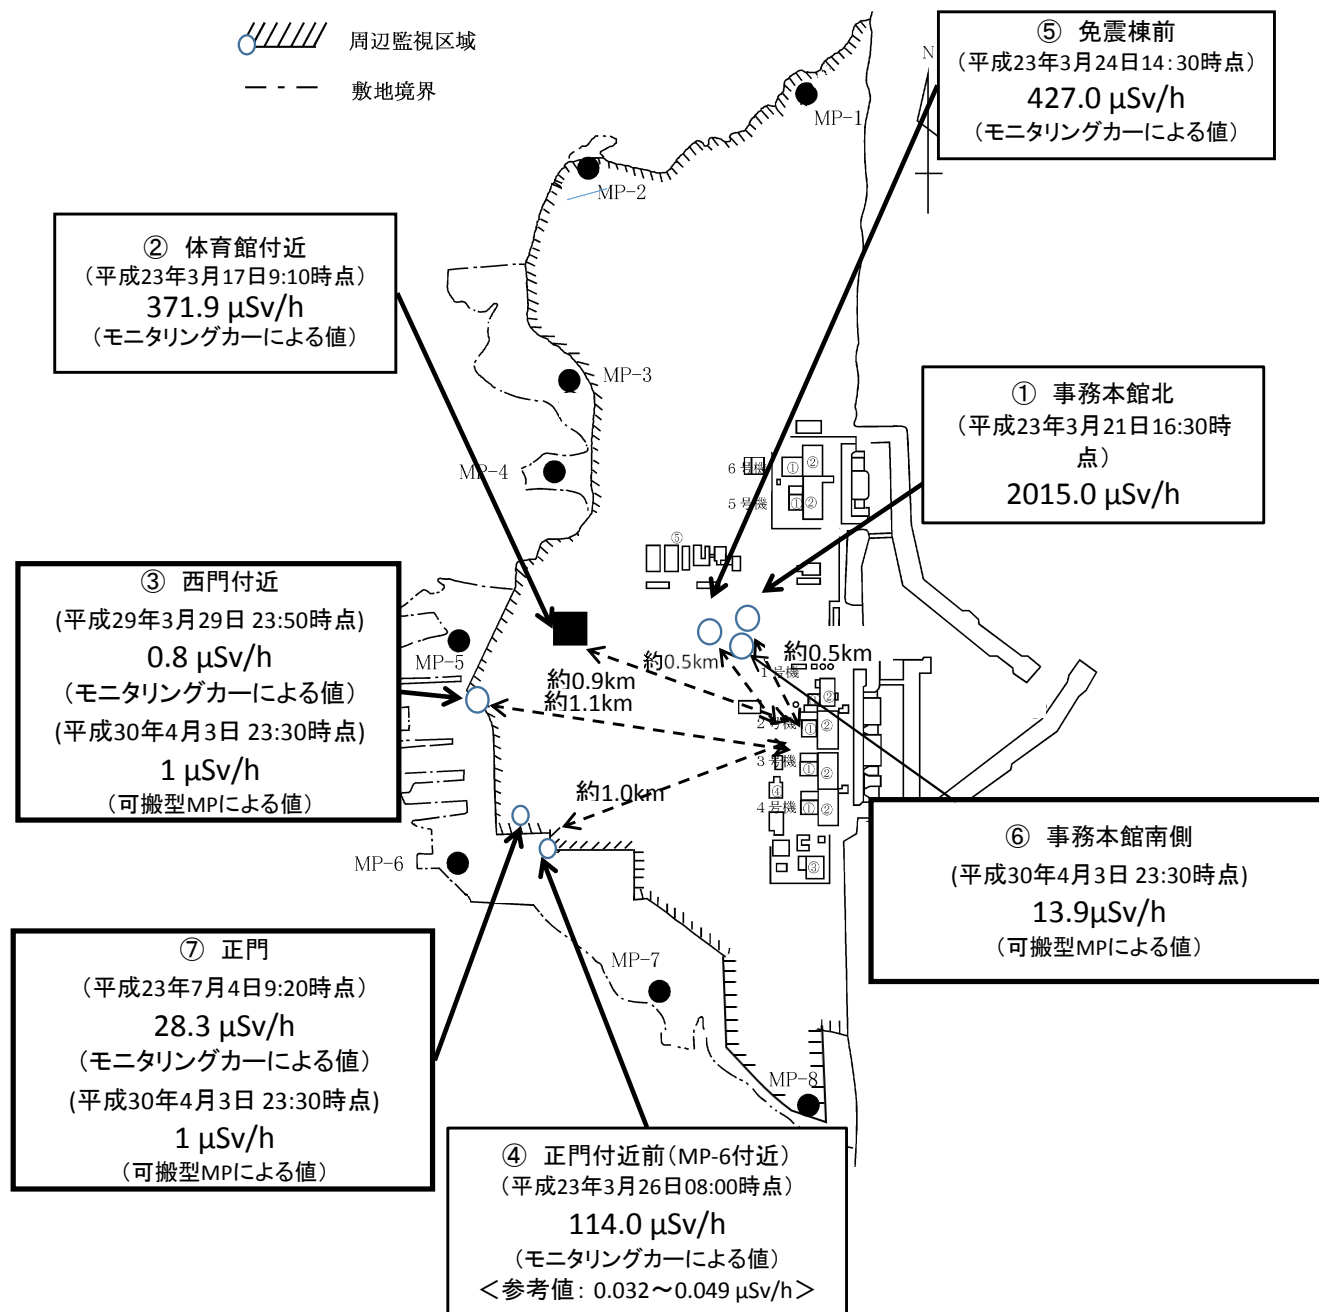 周辺監視区域
敷地境界
⑤ 免震棟前
(平成23年3月24日14:30時点)
427.0 μSv/h
(モニタリングカーによる値)
N
MP-1
MP-2
② 体育館付近
(平成23年3月17日9:10時点)
371.9 μSv/h
(モニタリングカーによる値)
MP-3
① 事務本館北
(平成23年3月21日16:30時
点)
2015.0 μSv/h
MP-4
6号機
① ②
5号機
① ②
⑤
③ 西門付近
(平成29年3月29日 23:50時点)
0.8 μSv/h
(モニタリングカーによる値)
(平成30年4月3日 23:30時点)
1 μSv/h
(可搬型MPによる値)
MP-5
約0.5km
約0.5km
約0.9km
約1.1km
1号機
②
2号機
① ②
3号機
① ②
④
4号機
① ②
③
約1.0km
MP-6
⑥ 事務本館南側
(平成30年4月3日 23:30時点)
13.9μSv/h
(可搬型MPによる値)
⑦ 正門
(平成23年7月4日9:20時点)
28.3 μSv/h
(モニタリングカーによる値)
(平成30年4月3日 23:30時点)
1 μSv/h
(可搬型MPによる値)
MP-7
MP-8
④ 正門付近前(MP-6付近)
(平成23年3月26日08:00時点)
114.0 μSv/h
(モニタリングカーによる値)
<参考値: 0.032～0.049 μSv/h>